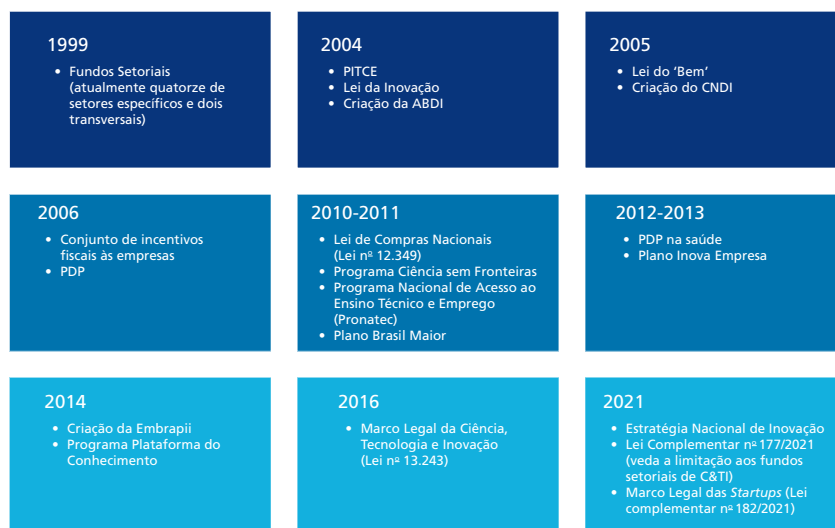 1999
• Fundos Setoriais
(atualmente quatorze de
setores específicos e dois
transversais)
2004
• PITCE
• Lei da Inovação
• Criação da ABDI
2005
• Lei do ‘Bem’
• Criação do CNDI
2006
• Conjunto de incentivos
fiscais às empresas
• PDP
2010-2011
• Lei de Compras Nacionais
(Lei nº 12.349)
• Programa Ciência sem Fronteiras
• Programa Nacional de Acesso ao
Ensino Técnico e Emprego
(Pronatec)
• Plano Brasil Maior
2012-2013
• PDP na saúde
• Plano Inova Empresa
2014
• Criação da Embrapii
• Programa Plataforma do
Conhecimento
2016
• Marco Legal da Ciência,
Tecnologia e Inovação
(Lei nº 13.243)
2021
• Estratégia Nacional de Inovação
• Lei Complementar nº 177/2021
(veda a limitação aos fundos
setoriais de C&TI)
• Marco Legal das Startups (Lei
complementar nº 182/2021)